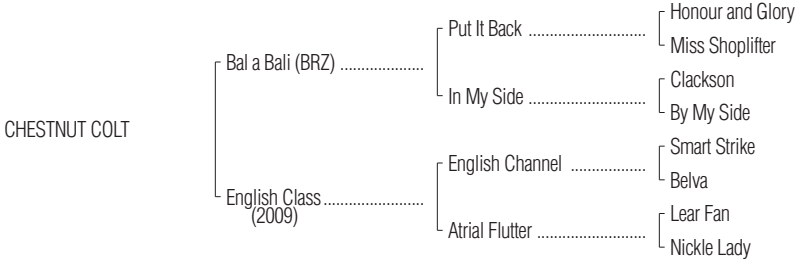 Honour and Glory
Put It Back ..........................
Miss Shoplifter
Bal a Bali (BRZ) ...................
Clackson
In My Side ..........................
By My Side
CHESTNUT COLT
Smart Strike
English Channel .................
Belva
English Class.......................
(2009)
Lear Fan
Atrial Flutter ........................
Nickle Lady